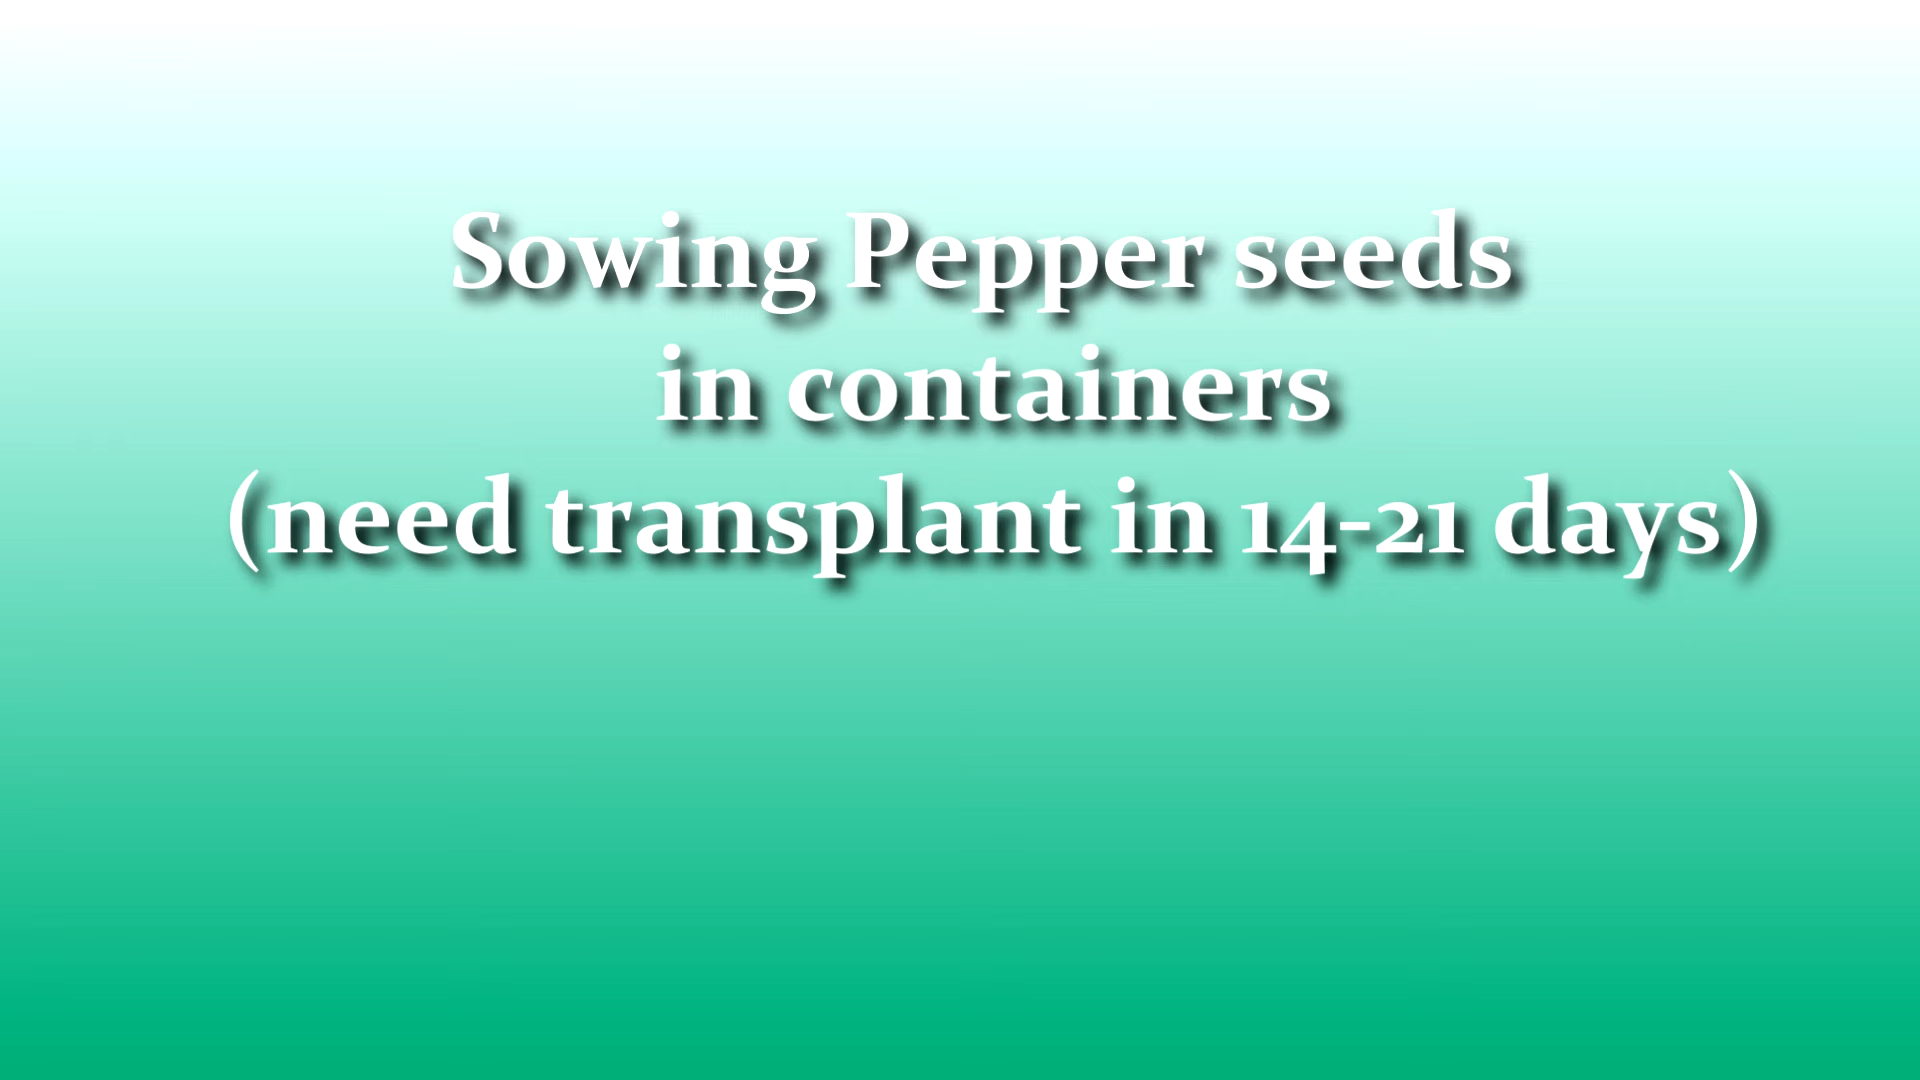 Sowing Pepper seeds
in containers
(need transplant in 14-21 days)